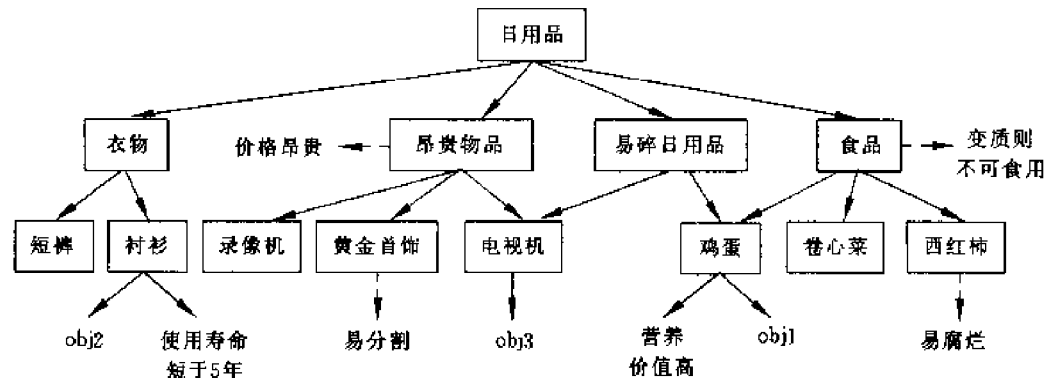 日用品
衣物
价格昂贵
昂贵物品
易碎日用品
食品
变质则
不可食用
短裤
衬衫
录像机
黄金首饰
电视机
鸡蛋
卷心菜
西红柿
obj2
使用寿命
短于5年
易分割
obj3
营养
价值高
obj1
易腐烂